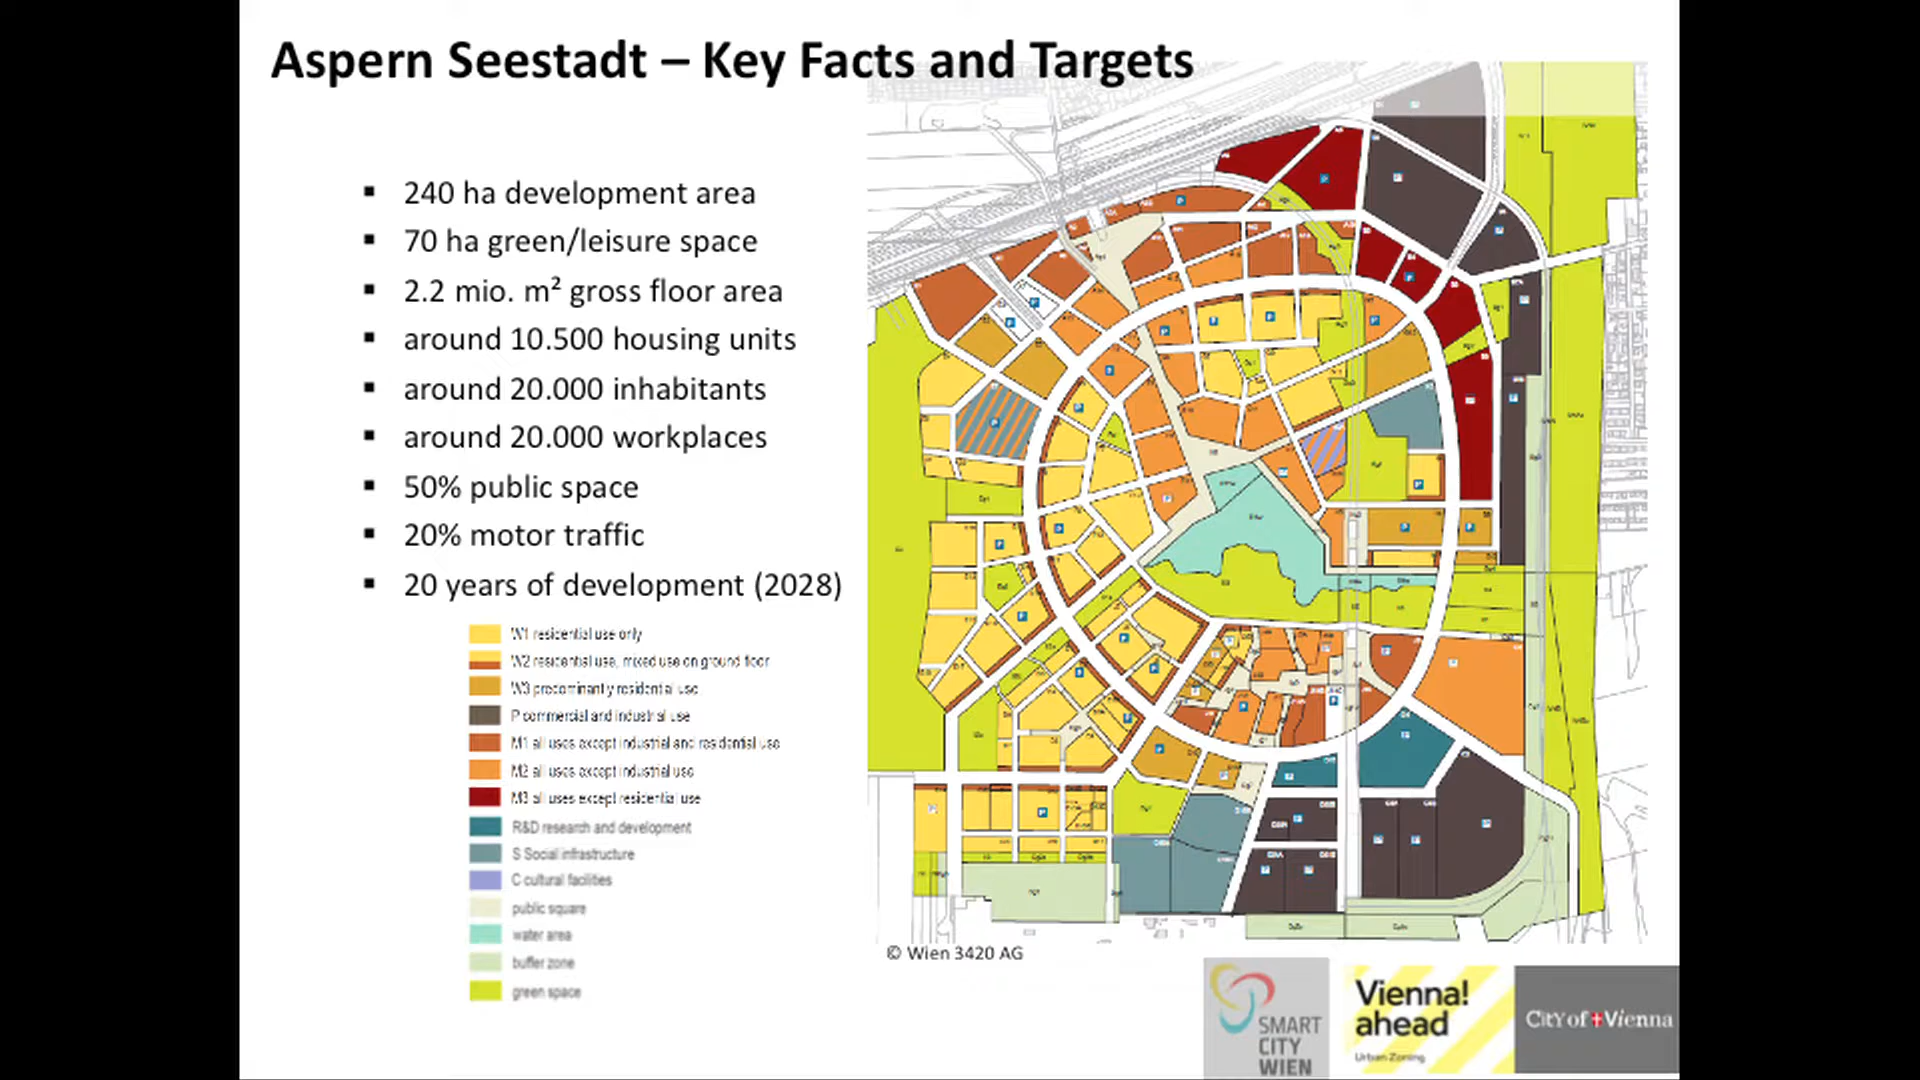 Aspern Seestadt – Key Facts and Targets
▪ 240 ha development area
▪ 70 ha green/leisure space
▪ 2.2 mio. m² gross floor area
▪ around 10.500 housing units
▪ around 20.000 inhabitants
▪ around 20.000 workplaces
▪ 50% public space
▪ 20% motor traffic
▪ 20 years of development (2028)
W1 residential use only
W2 residential use, mixed use on ground floor
W3 predominantly residential use
P commercial and industrial use
M1 all uses except industrial and residential use
M2 all uses except industrial use
M3 all uses except residential use
R&D research and development
S Social infrastructure
C cultural facilities
public square
water area
buffer zone
green space
© Wien 3420 AG
SMART
CITY
WIEN
Vienna!
ahead
Urban Zoning
City of Vienna